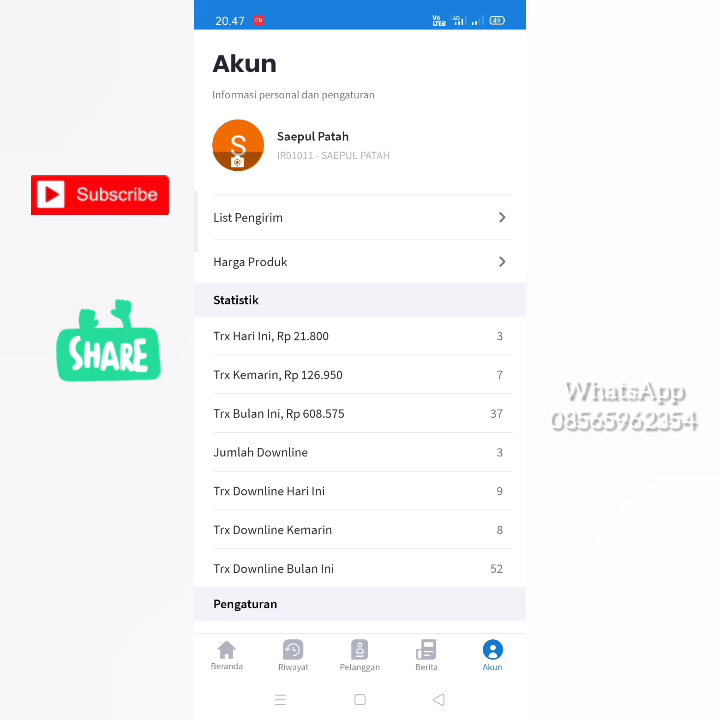 20.47
49
Akun
Informasi personal dan pengaturan
S
Saepul Patah
IR01011 - SAEPUL PATAH
Subscribe
List Pengirim
Harga Produk
Statistik
SHARE
Trx Hari Ini, Rp 21.800 3
Trx Kemarin, Rp 126.950 7
WhatsApp
08565962354
Trx Bulan Ini, Rp 608.575 37
Jumlah Downline 3
Trx Downline Hari Ini 9
Trx Downline Kemarin 8
Trx Downline Bulan Ini 52
Pengaturan
Beranda Riwayat Pelanggan Berita Akun